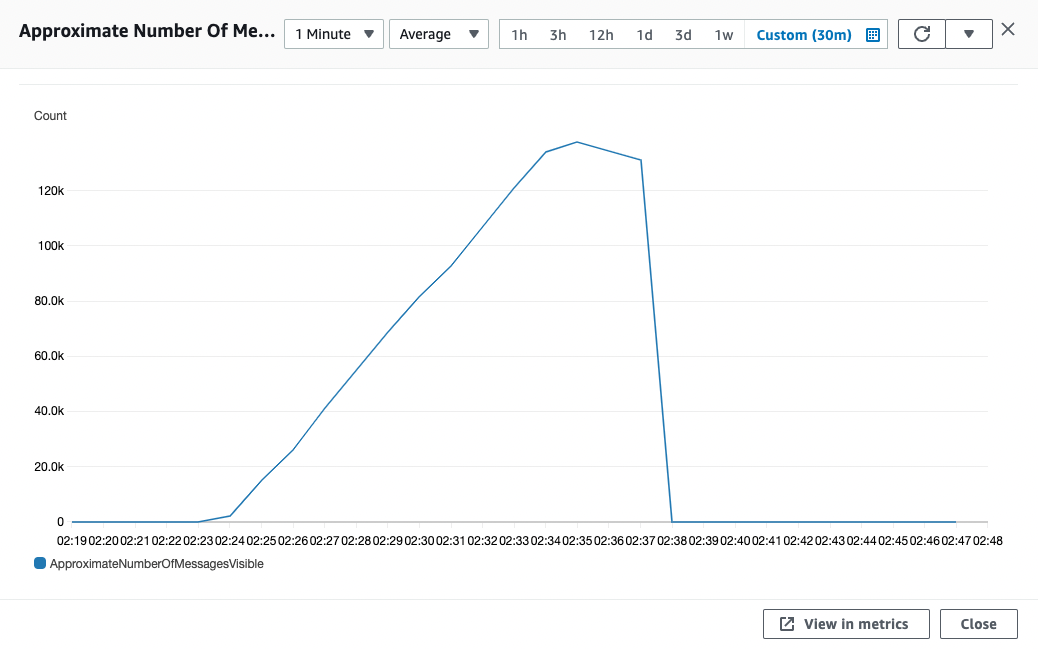 Approximate Number Of Me... 1 Minute Average 1h 3h 12h 1d 3d 1w Custom (30m)
Count
120k
100k
80.0k
60.0k
40.0k
20.0k
0
02:19 02:20 02:21 02:22 02:23 02:24 02:25 02:26 02:27 02:28 02:29 02:30 02:31 02:32 02:33 02:34 02:35 02:36 02:37 02:38 02:39 02:40 02:41 02:42 02:43 02:44 02:45 02:46 02:47 02:48
ApproximateNumberOfMessagesVisible
View in metrics Close